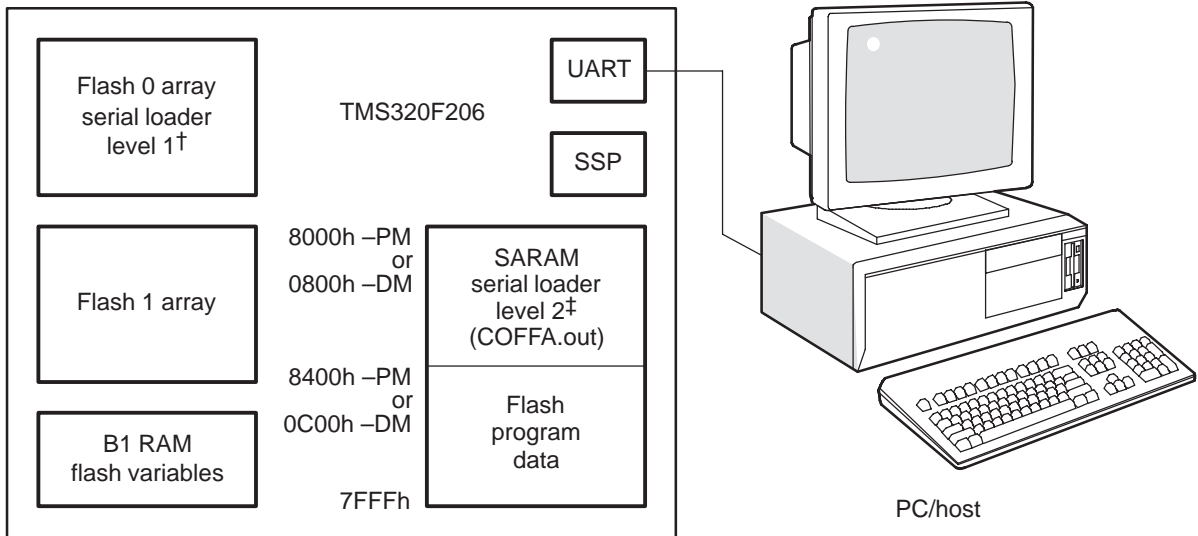 Flash 0 array
serial loader
level 1†
TMS320F206
UART
SSP
Flash 1 array
8000h –PM
or
0800h –DM
SARAM
serial loader
level 2‡
(COFFA.out)
8400h –PM
or
0C00h –DM
Flash
program
data
B1 RAM
flash variables
7FFFh
PC/host